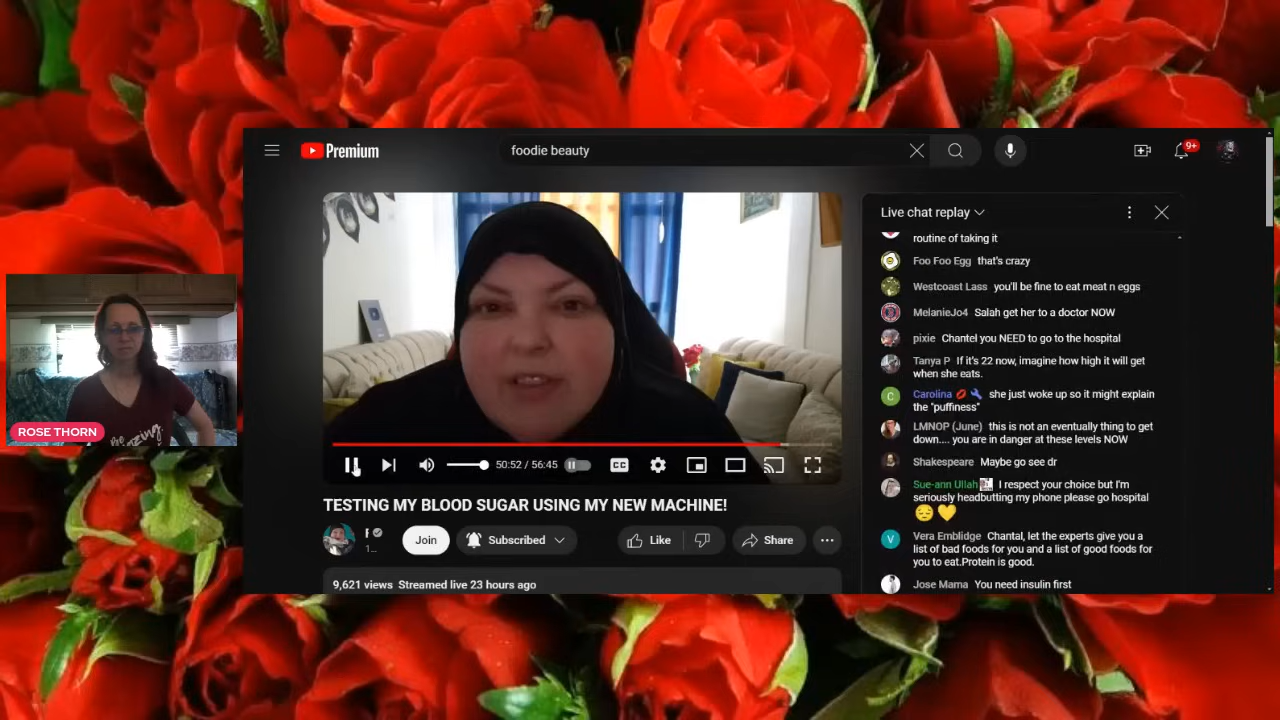 Premium
foodie beauty
9+
Live chat replay
routine of taking it
Foo Foo Egg that's crazy
Westcoast Lass you'll be fine to eat meat n eggs
MelanieJo4 Salah get her to a doctor NOW
pixie Chantel you NEED to go to the hospital
Tanya P If it's 22 now, imagine how high it will get
when she eats.
C
Carolina 💋 🔧 she just woke up so it might explain
the "puffiness"
LMNOP (June) this is not an eventually thing to get
down.... you are in danger at these levels NOW
Shakespeare Maybe go see dr
Sue-ann Ullah I respect your choice but I'm
seriously headbutting my phone please go hospital
😔💛
V
Vera Emblidge Chantal, let the experts give you a
list of bad foods for you and a list of good foods for
you to eat.Protein is good.
Jose Mama You need insulin first
ROSE THORN
50:52 / 56:45
CC
TESTING MY BLOOD SUGAR USING MY NEW MACHINE!
F
1...
Join
Subscribed
Like
Share
9,621 views Streamed live 23 hours ago